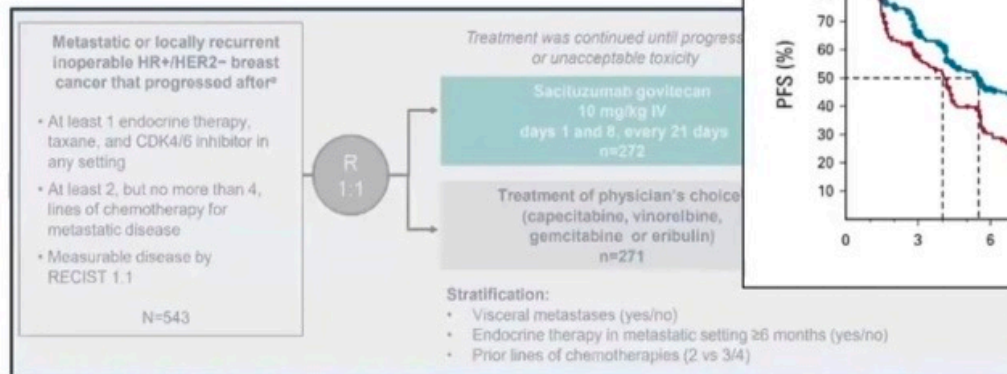 Metastatic or locally recurrent
inoperable HR+/HER2− breast
cancer that progressed afterᵃ
• At least 1 endocrine therapy,
taxane, and CDK4/6 inhibitor in
any setting
• At least 2, but no more than 4,
lines of chemotherapy for
metastatic disease
• Measurable disease by
RECIST 1.1
N=543
R
1:1
Treatment was continued until progress
or unacceptable toxicity
Sacituzumab govitecan
10 mg/kg IV
days 1 and 8, every 21 days
n=272
Treatment of physician's choice
(capecitabine, vinorelbine,
gemcitabine or eribulin)
n=271
Stratification:
• Visceral metastases (yes/no)
• Endocrine therapy in metastatic setting ≥6 months (yes/no)
• Prior lines of chemotherapies (2 vs 3/4)
PFS (%)
70
60
50
40
30
20
10
0
3
6